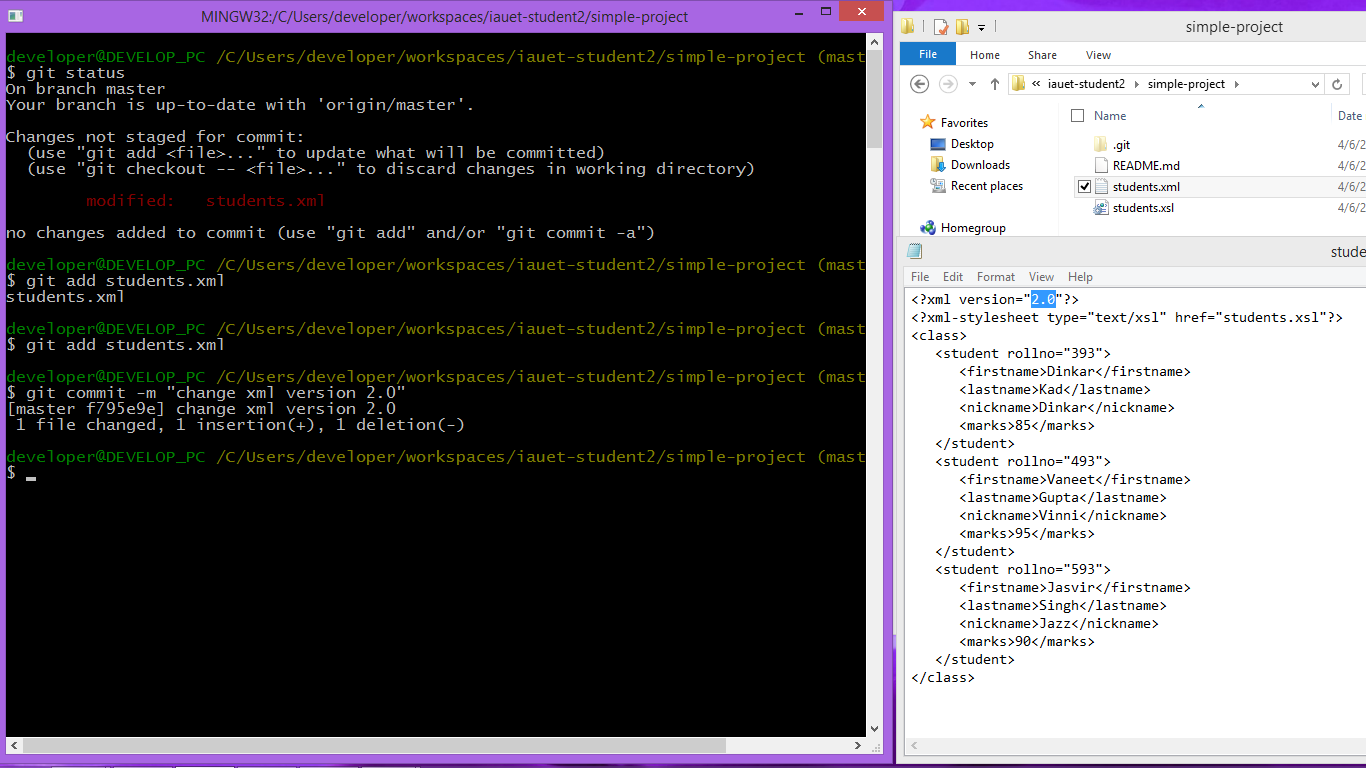 MINGW32:/C/Users/developer/workspaces/iauet-student2/simple-project
developer@DEVELOP_PC /C/Users/developer/workspaces/iauet-student2/simple-project (mast
$ git status
On branch master
Your branch is up-to-date with 'origin/master'.
Changes not staged for commit:
(use "git add <file>..." to update what will be committed)
(use "git checkout -- <file>..." to discard changes in working directory)
modified: students.xml
no changes added to commit (use "git add" and/or "git commit -a")
developer@DEVELOP_PC /C/Users/developer/workspaces/iauet-student2/simple-project (mast
$ git add students.xml
students.xml
developer@DEVELOP_PC /C/Users/developer/workspaces/iauet-student2/simple-project (mast
$ git add students.xml
developer@DEVELOP_PC /C/Users/developer/workspaces/iauet-student2/simple-project (mast
$ git commit -m "change xml version 2.0"
[master f795e9e] change xml version 2.0
1 file changed, 1 insertion(+), 1 deletion(-)
developer@DEVELOP_PC /C/Users/developer/workspaces/iauet-student2/simple-project (mast
$
simple-project
File Home Share View
« iauet-student2 simple-project
Name Date
Favorites
Desktop
Downloads
Recent places
Homegroup
.git 4/6/2
README.md 4/6/2
students.xml 4/6/2
students.xsl 4/6/2
stude
File Edit Format View Help
<?xml version="2.0"?>
<?xml-stylesheet type="text/xsl" href="students.xsl"?>
<class>
<student rollno="393">
<firstname>Dinkar</firstname>
<lastname>Kad</lastname>
<nickname>Dinkar</nickname>
<marks>85</marks>
</student>
<student rollno="493">
<firstname>Vaneet</firstname>
<lastname>Gupta</lastname>
<nickname>Vinni</nickname>
<marks>95</marks>
</student>
<student rollno="593">
<firstname>Jasvir</firstname>
<lastname>Singh</lastname>
<nickname>Jazz</nickname>
<marks>90</marks>
</student>
</class>